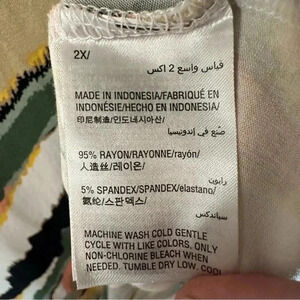 2X/
قياس واسع 2 اكس
MADE IN INDONESIA/FABRIQUÉ EN
INDONÉSIE/HECHO EN INDONESIA/
印尼制造/인도네시아산/
صنع في إندونيسيا
95% RAYON/RAYONNE/rayón/
人造丝/레이온/
رايون
5% SPANDEX/SPANDEX/elastano/
氨纶/스판덱스/
سباندكس
MACHINE WASH COLD GENTLE
CYCLE WITH LIKE COLORS. ONLY
NON-CHLORINE BLEACH WHEN
NEEDED. TUMBLE DRY LOW. COOL